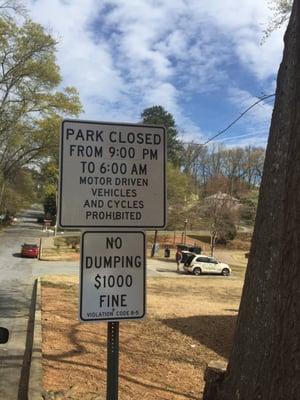 PARK CLOSED
FROM 9:00 PM
TO 6:00 AM
MOTOR DRIVEN
VEHICLES
AND CYCLES
PROHIBITED
NO
DUMPING
$1000
FINE
VIOLATION CODE 8-5